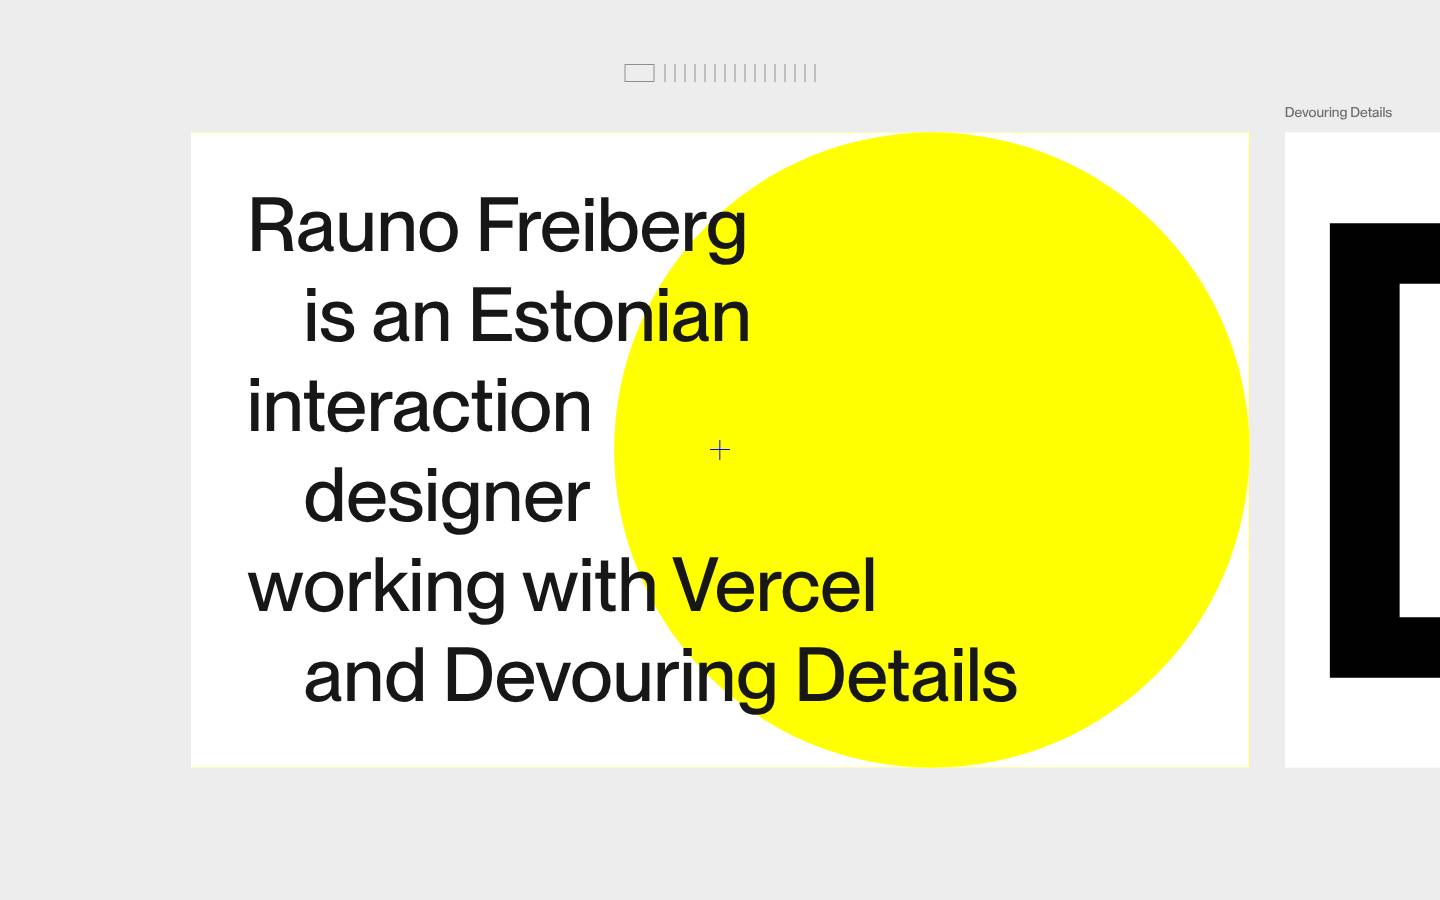 Devouring Details
Rauno Freiberg
is an Estonian
interaction
designer
working with Vercel
and Devouring Details